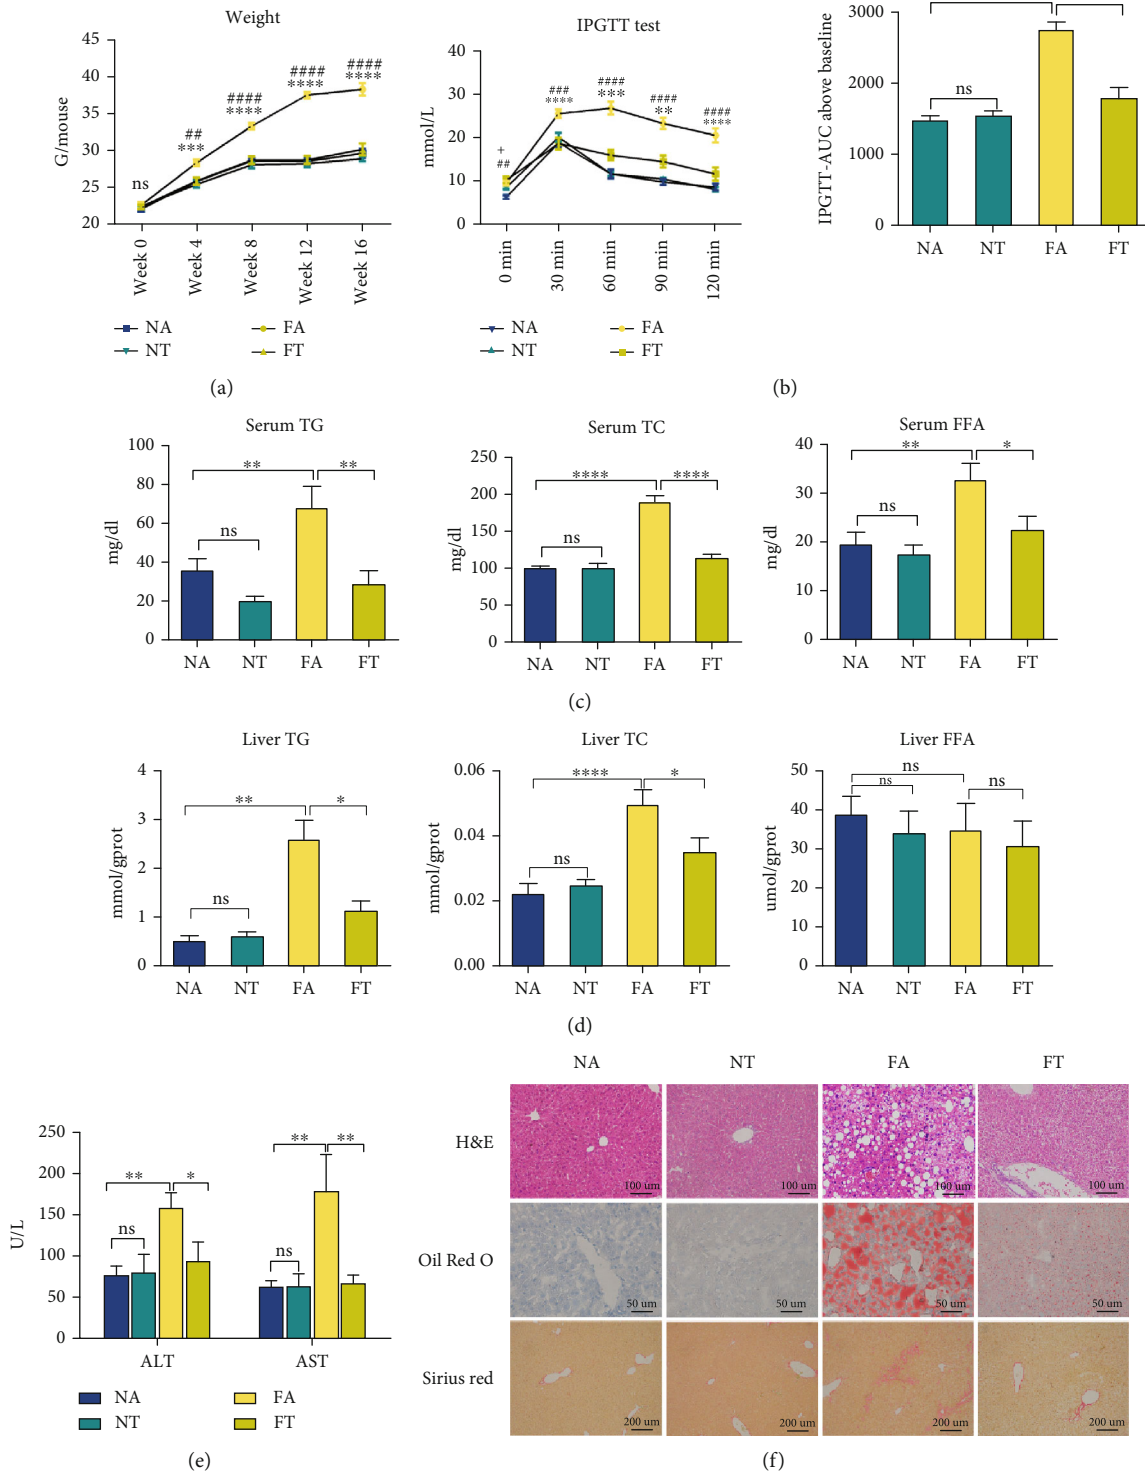 Weight
G/mouse
45
40
35
30
25
20
ns
##
***
####
****
####
****
####
****
Week 0
Week 4
Week 8
Week 12
Week 16
NA
FA
NT
FT
(a)
IPGTT test
mmol/L
40
30
20
10
0
+
##
###
****
####
***
####
**
####
****
0 min
30 min
60 min
90 min
120 min
NA
FA
NT
FT
IPGTT-AUC above baseline
3000
2000
1000
0
ns
NA
NT
FA
FT
(b)
Serum TG
mg/dl
100
80
60
40
20
0
**
**
ns
NA
NT
FA
FT
Serum TC
mg/dl
250
200
150
100
50
0
****
****
ns
NA
NT
FA
FT
Serum FFA
mg/dl
40
30
20
10
0
**
*
ns
NA
NT
FA
FT
(c)
Liver TG
mmol/gprot
4
3
2
1
0
**
*
ns
NA
NT
FA
FT
Liver TC
mmol/gprot
0.06
0.04
0.02
0.00
****
*
ns
NA
NT
FA
FT
Liver FFA
umol/gprot
50
40
30
20
10
0
ns
ns
ns
NA
NT
FA
FT
(d)
U/L
250
200
150
100
50
0
**
*
ns
**
**
ns
ALT
AST
NA
FA
NT
FT
(e)
NA
NT
FA
FT
H&E
100 um
100 um
100 um
100 um
Oil Red O
50 um
50 um
50 um
50 um
Sirius red
200 um
200 um
200 um
200 um
(f)